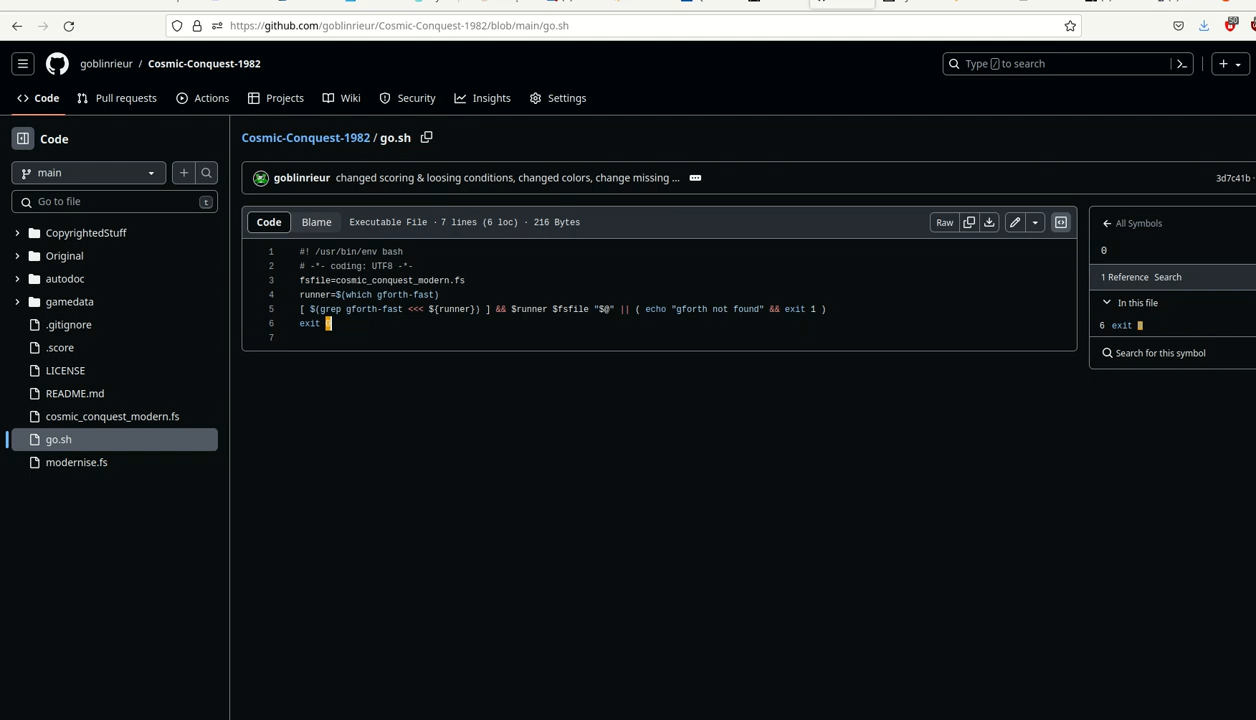 https://github.com/goblinrieur/Cosmic-Conquest-1982/blob/main/go.sh
50
goblinrieur / Cosmic-Conquest-1982
Type / to search
Code
Pull requests
Actions
Projects
Wiki
Security
Insights
Settings
Code
Cosmic-Conquest-1982 / go.sh
main
goblinrieur changed scoring & loosing conditions, changed colors, change missing ...
3d7c41b ·
Go to file
t
Code
Blame
Executable File · 7 lines (6 loc) · 216 Bytes
Raw
All Symbols
CopyrightedStuff
Original
autodoc
gamedata
.gitignore
.score
LICENSE
README.md
cosmic_conquest_modern.fs
go.sh
modernise.fs
1 #! /usr/bin/env bash
2 # -*- coding: UTF8 -*-
3 fsfile=cosmic_conquest_modern.fs
4 runner=$(which gforth-fast)
5 [ $(grep gforth-fast <<< ${runner}) ] && $runner $fsfile "$@" || ( echo "gforth not found" && exit 1 )
6 exit 0
7
0
1 Reference Search
In this file
6 exit
Search for this symbol